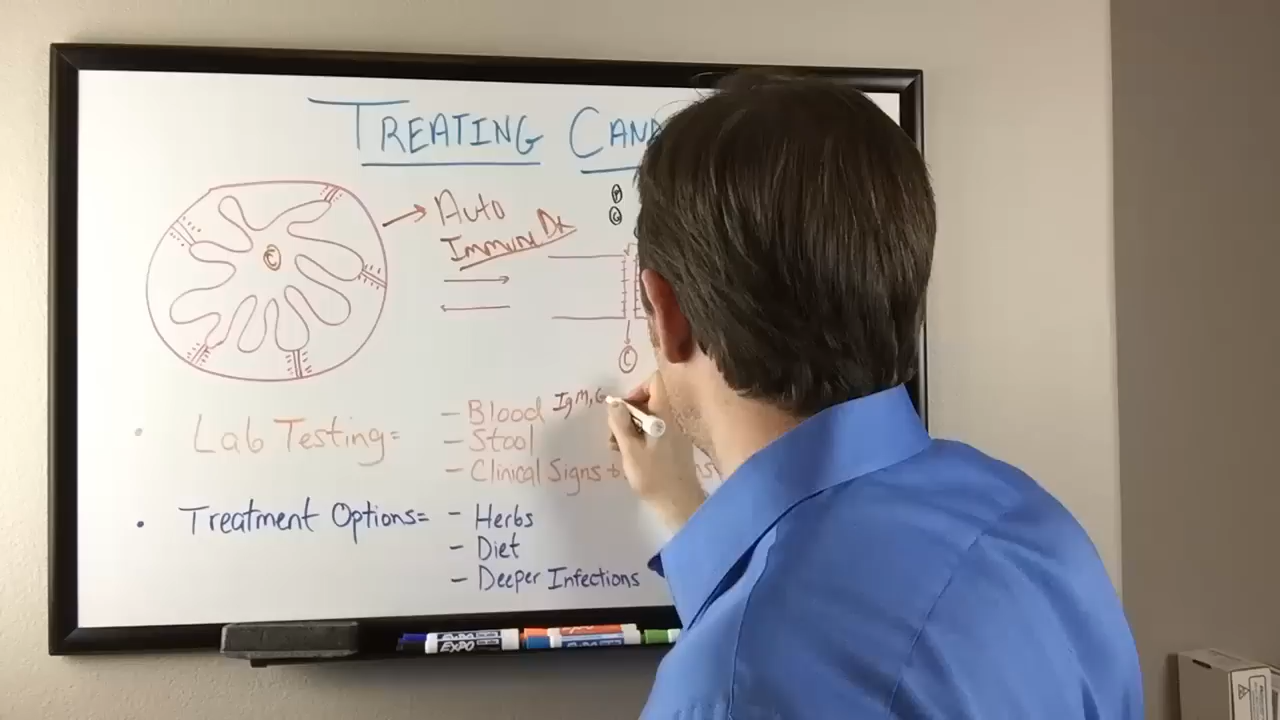 TREATING CAND
Auto
Immune Dx
C
C
Lab Testing=
- Blood IgM, G
- Stool
- Clinical Signs
• Treatment Options=
- Herbs
- Diet
- Deeper Infections
EXPO
EXPO